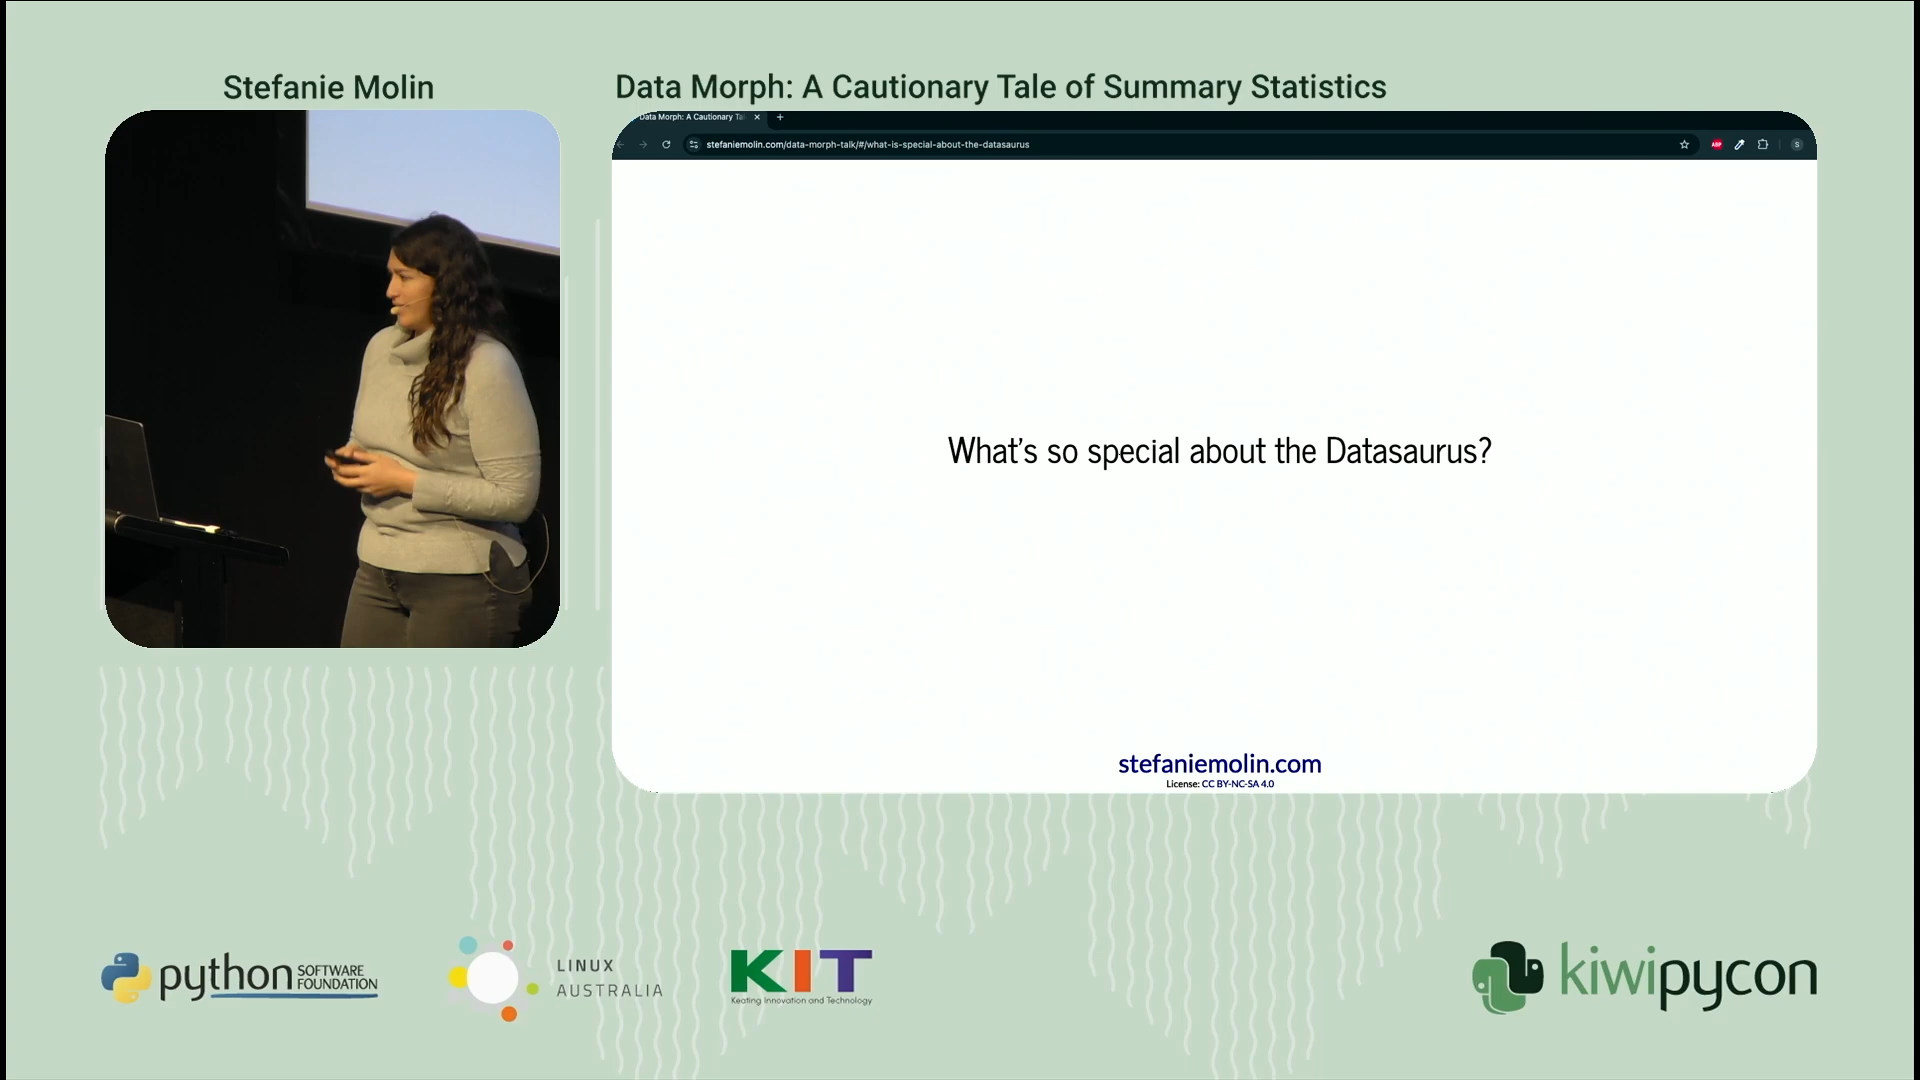 Stefanie Molin
Data Morph: A Cautionary Tale of Summary Statistics
Data Morph: A Cautionary Ta
stefaniemolin.com/data-morph-talk/#/what-is-special-about-the-datasaurus
ABP
S
What's so special about the Datasaurus?
stefaniemolin.com
License: CC BY-NC-SA 4.0
python SOFTWARE
FOUNDATION
LINUX
AUSTRALIA
KIT
Keating Innovation and Technology
kiwipycon